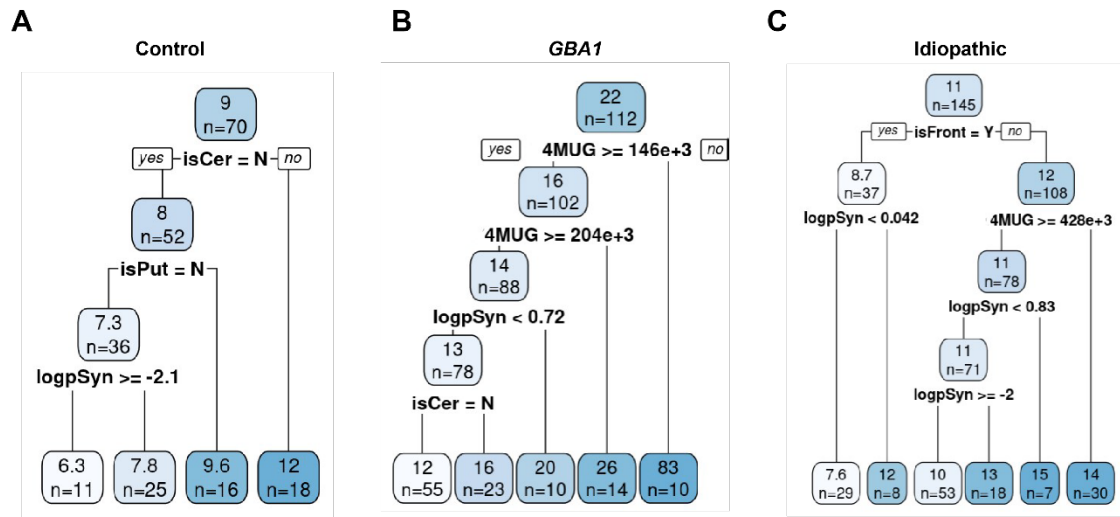 A
Control
9
n=70
yes isCer = N no
8
n=52
isPut = N
7.3
n=36
logpSyn >= -2.1
6.3
n=11
7.8
n=25
9.6
n=16
12
n=18
B
GBA1
22
n=112
yes 4MUG >= 146e+3 no
16
n=102
4MUG >= 204e+3
14
n=88
logpSyn < 0.72
13
n=78
isCer = N
12
n=55
16
n=23
20
n=10
26
n=14
83
n=10
C
Idiopathic
11
n=145
yes isFront = Y no
8.7
n=37
12
n=108
logpSyn < 0.042
4MUG >= 428e+3
11
n=78
logpSyn < 0.83
11
n=71
logpSyn >= -2
7.6
n=29
12
n=8
10
n=53
13
n=18
15
n=7
14
n=30